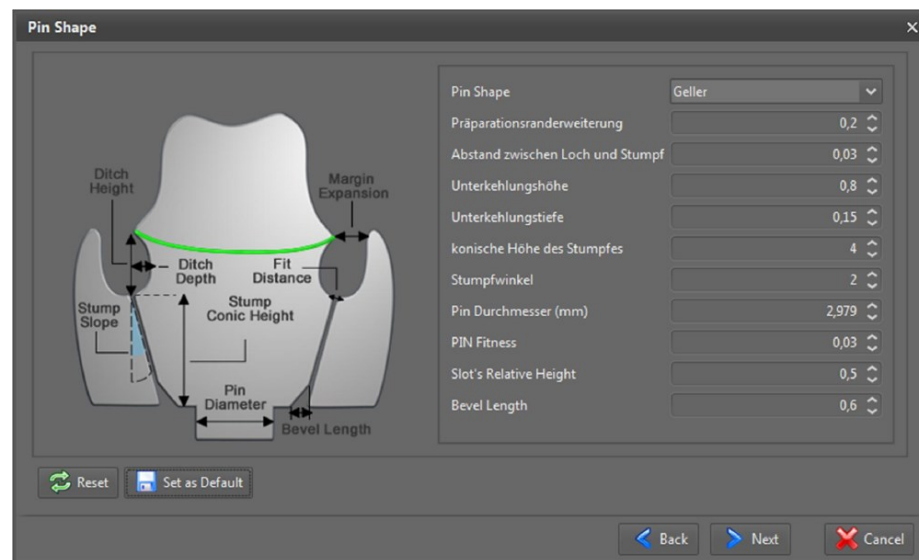 Pin Shape
Ditch
Height
Margin
Expansion
Ditch
Depth
Fit
Distance
Stump
Slope
Stump
Conic Height
Pin
Diameter
Bevel Length
Pin Shape Geller
Präparationsranderweiterung 0,2
Abstand zwischen Loch und Stumpf 0,03
Unterkehlungshöhe 0,8
Unterkehlungstiefe 0,15
konische Höhe des Stumpfes 4
Stumpfwinkel 2
Pin Durchmesser (mm) 2,979
PIN Fitness 0,03
Slot's Relative Height 0,5
Bevel Length 0,6
Reset Set as Default
Back Next Cancel